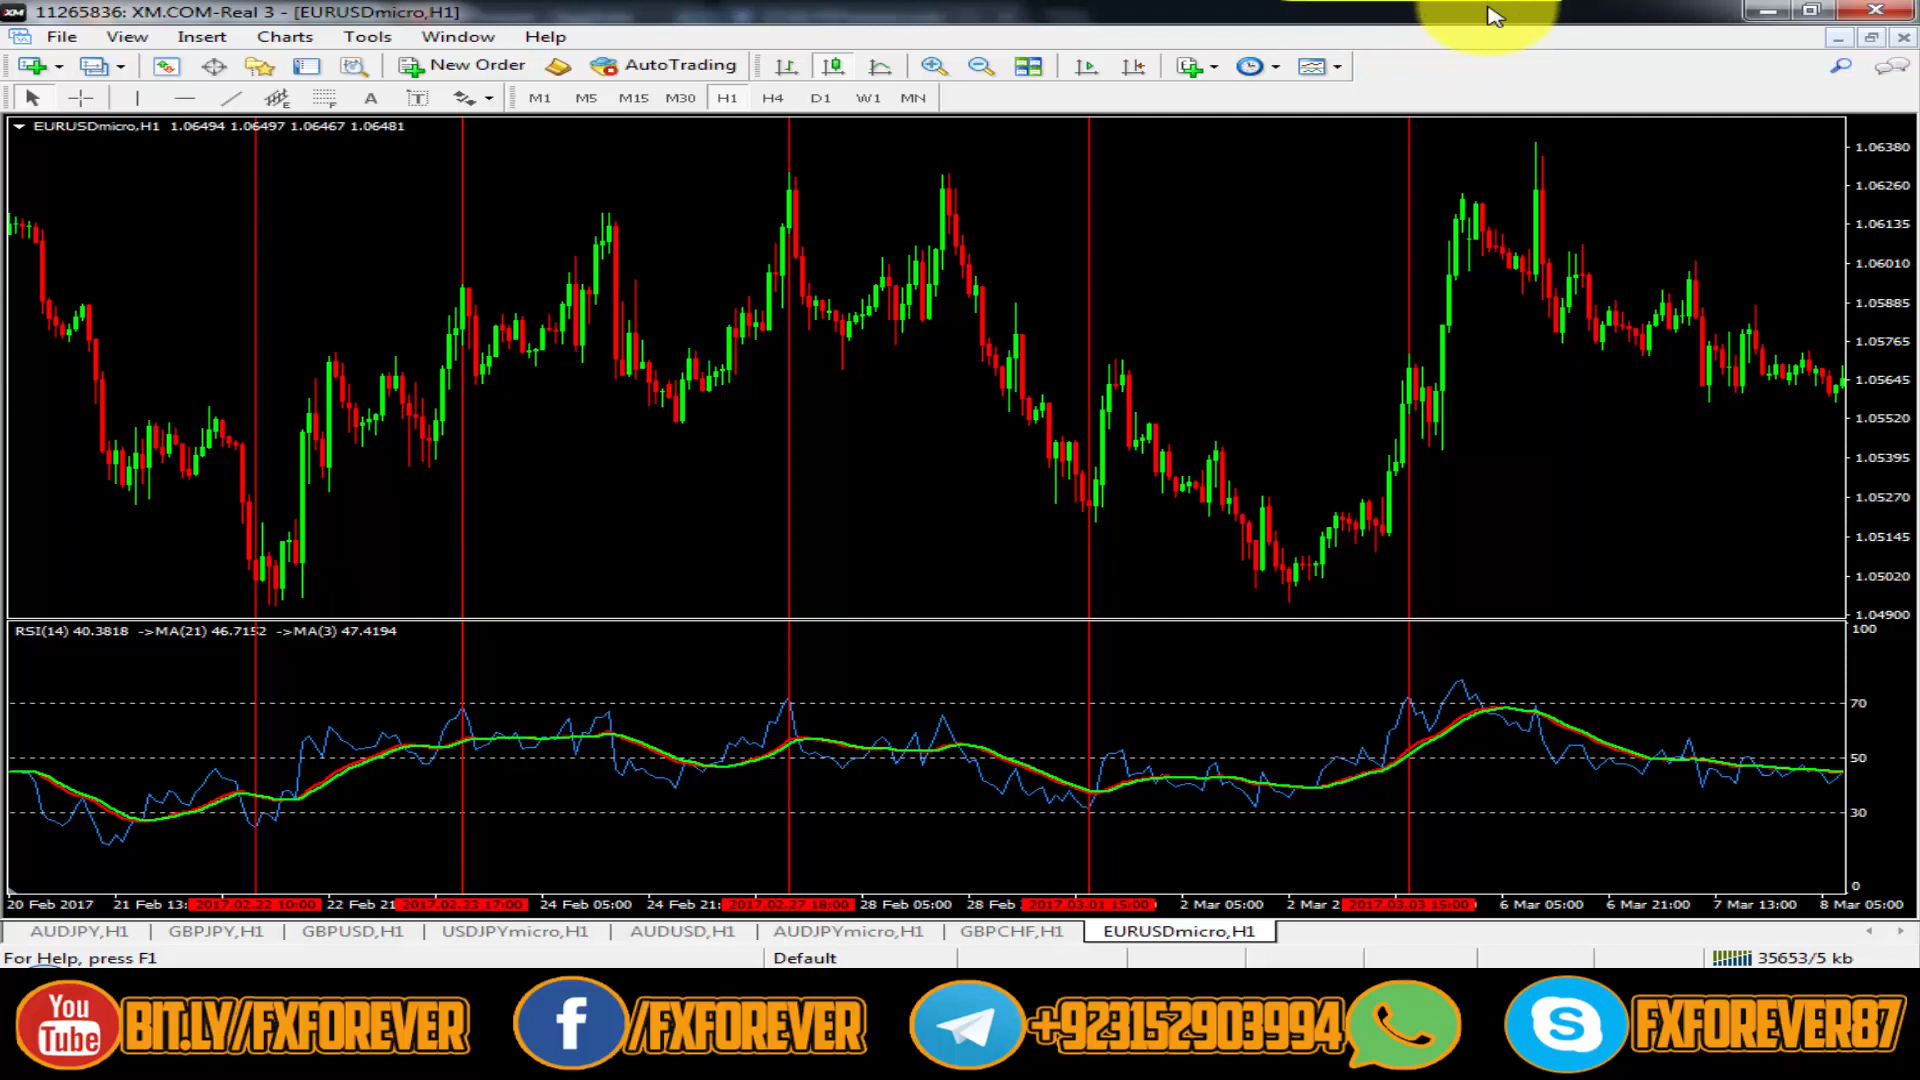 11265836: XM.COM-Real 3 - [EURUSDmicro,H1]
File View Insert Charts Tools Window Help
New Order AutoTrading
A T M1 M5 M15 M30 H1 H4 D1 W1 MN
EURUSDmicro,H1 1.06494 1.06497 1.06467 1.06481
1.06380
1.06260
1.06135
1.06010
1.05885
1.05765
1.05645
1.05520
1.05395
1.05270
1.05145
1.05020
1.04900
RSI(14) 40.3818 ->MA(21) 46.7152 ->MA(3) 47.4194
100
70
50
30
0
20 Feb 2017 21 Feb 13: 2017.02.22 10:00 22 Feb 21 2017.02.23 17:00 24 Feb 05:00 24 Feb 21: 2017.02.27 18:00 28 Feb 05:00 28 Feb 2017.03.01 15:00 2 Mar 05:00 2 Mar 2 2017.03.03 15:00 6 Mar 05:00 6 Mar 21:00 7 Mar 13:00 8 Mar 05:00
AUDJPY,H1 GBPJPY,H1 GBPUSD,H1 USDJPYmicro,H1 AUDUSD,H1 AUDJPYmicro,H1 GBPCHF,H1 EURUSDmicro,H1
For Help, press F1 Default 35653/5 kb
You Tube BIT.LY/FXFOREVER f /FXFOREVER +923152903994 S FXFOREVER87